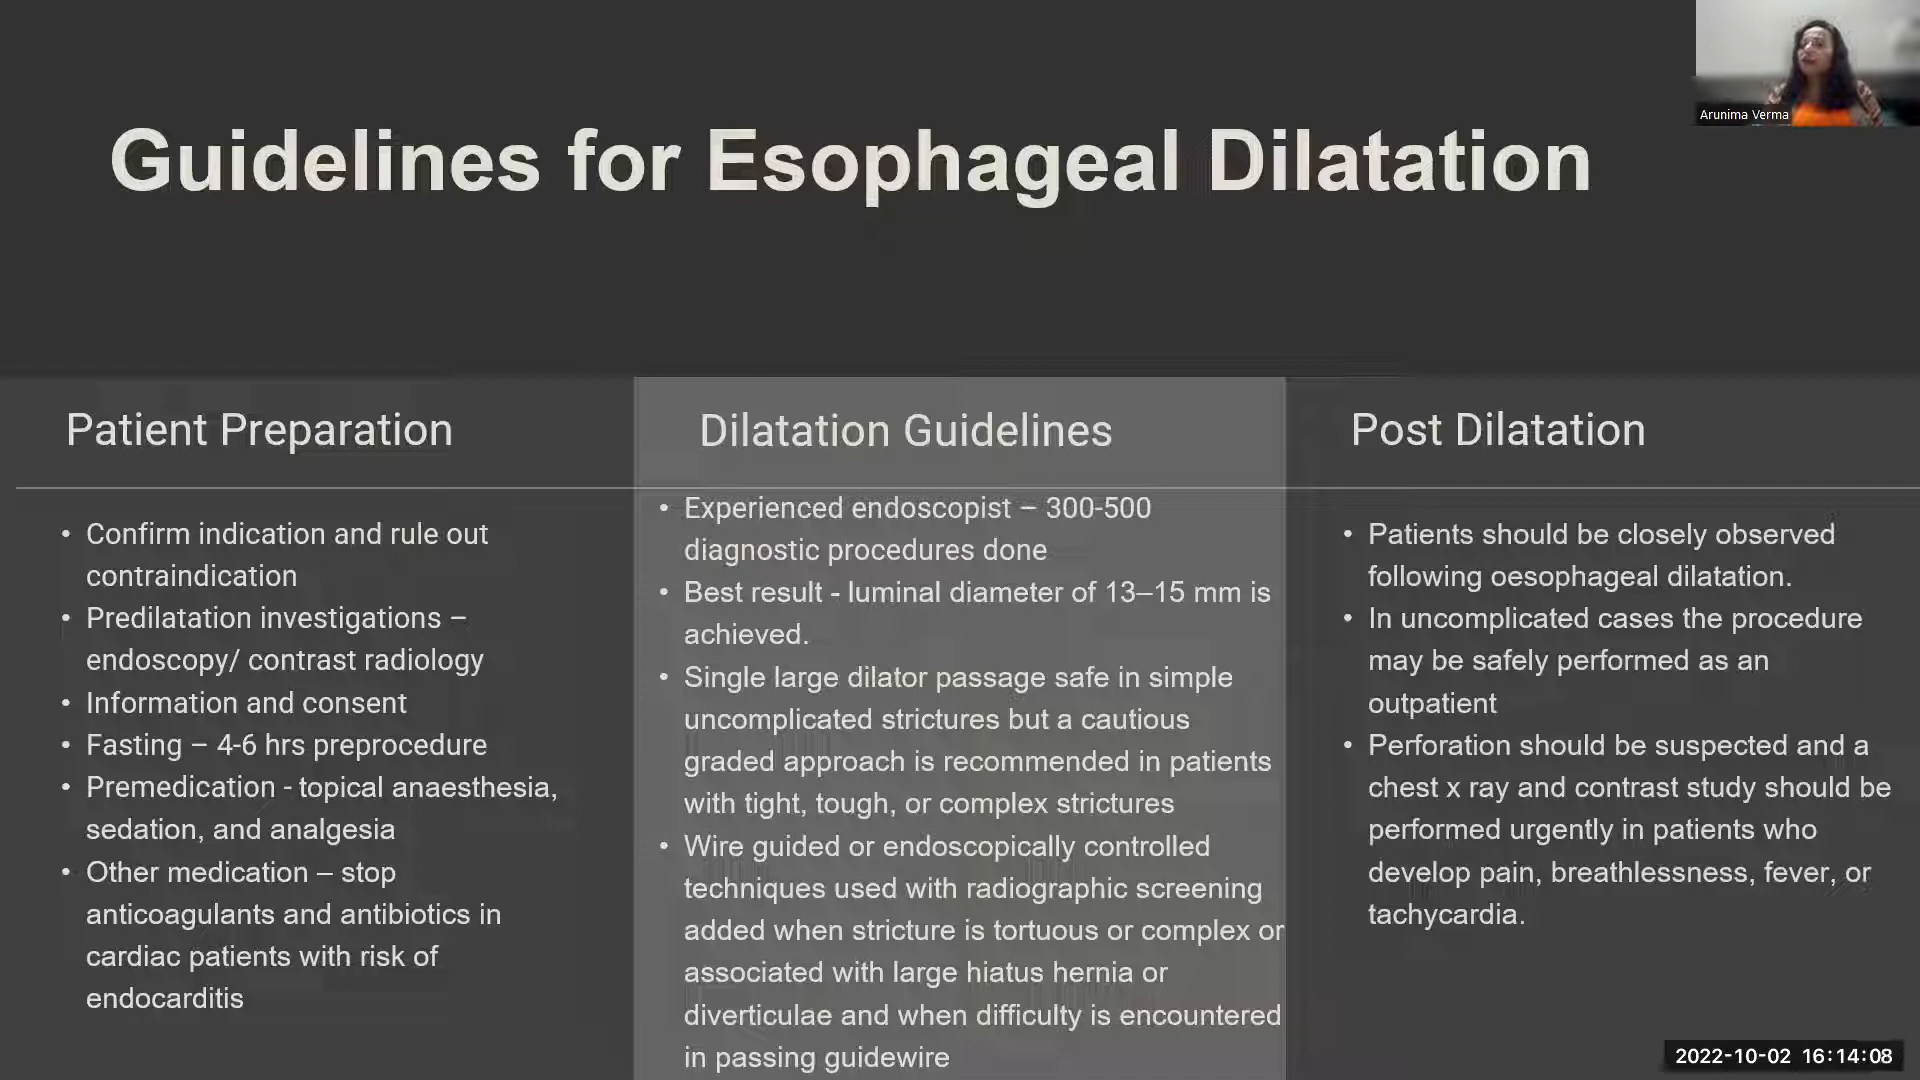 Arunima Verma
Guidelines for Esophageal Dilatation
Patient Preparation
• Confirm indication and rule out
contraindication
• Predilatation investigations –
endoscopy/ contrast radiology
• Information and consent
• Fasting – 4-6 hrs preprocedure
• Premedication - topical anaesthesia,
sedation, and analgesia
• Other medication – stop
anticoagulants and antibiotics in
cardiac patients with risk of
endocarditis
Dilatation Guidelines
• Experienced endoscopist – 300-500
diagnostic procedures done
• Best result - luminal diameter of 13–15 mm is
achieved.
• Single large dilator passage safe in simple
uncomplicated strictures but a cautious
graded approach is recommended in patients
with tight, tough, or complex strictures
• Wire guided or endoscopically controlled
techniques used with radiographic screening
added when stricture is tortuous or complex or
associated with large hiatus hernia or
diverticulae and when difficulty is encountered
in passing guidewire
Post Dilatation
• Patients should be closely observed
following oesophageal dilatation.
• In uncomplicated cases the procedure
may be safely performed as an
outpatient
• Perforation should be suspected and a
chest x ray and contrast study should be
performed urgently in patients who
develop pain, breathlessness, fever, or
tachycardia.
2022-10-02 16:14:08